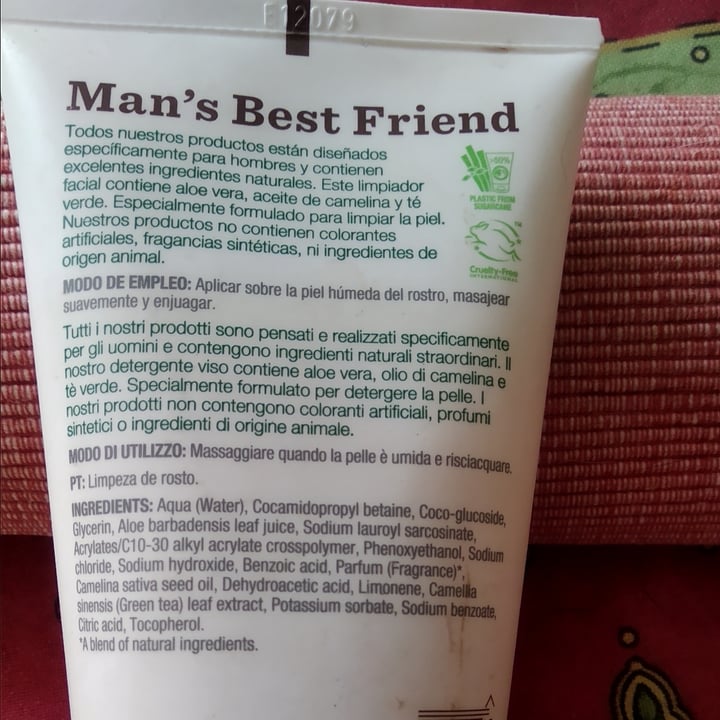 E12079
Man's Best Friend
Todos nuestros productos están diseñados
específicamente para hombres y contienen
excelentes ingredientes naturales. Este limpiador
facial contiene aloe vera, aceite de camelina y té
verde. Especialmente formulado para limpiar la piel.
Nuestros productos no contienen colorantes
artificiales, fragancias sintéticas, ni ingredientes de
origen animal.
>50%
PLASTIC FROM
SUGARCANE
TM
Cruelty-Free
INTERNATIONAL
MODO DE EMPLEO: Aplicar sobre la piel húmeda del rostro, masajear
suavemente y enjuagar.
Tutti i nostri prodotti sono pensati e realizzati specificamente
per gli uomini e contengono ingredienti naturali straordinari. Il
nostro detergente viso contiene aloe vera, olio di camelina e
tè verde. Specialmente formulato per detergere la pelle. I
nostri prodotti non contengono coloranti artificiali, profumi
sintetici o ingredienti di origine animale.
MODO DI UTILIZZO: Massaggiare quando la pelle è umida e risciacquare.
PT: Limpeza de rosto.
INGREDIENTS: Aqua (Water), Cocamidopropyl betaine, Coco-glucoside,
Glycerin, Aloe barbadensis leaf juice, Sodium lauroyl sarcosinate,
Acrylates/C10-30 alkyl acrylate crosspolymer, Phenoxyethanol, Sodium
chloride, Sodium hydroxide, Benzoic acid, Parfum (Fragrance)*,
Camelina sativa seed oil, Dehydroacetic acid, Limonene, Camellia
sinensis (Green tea) leaf extract, Potassium sorbate, Sodium benzoate,
Citric acid, Tocopherol.
*A blend of natural ingredients.